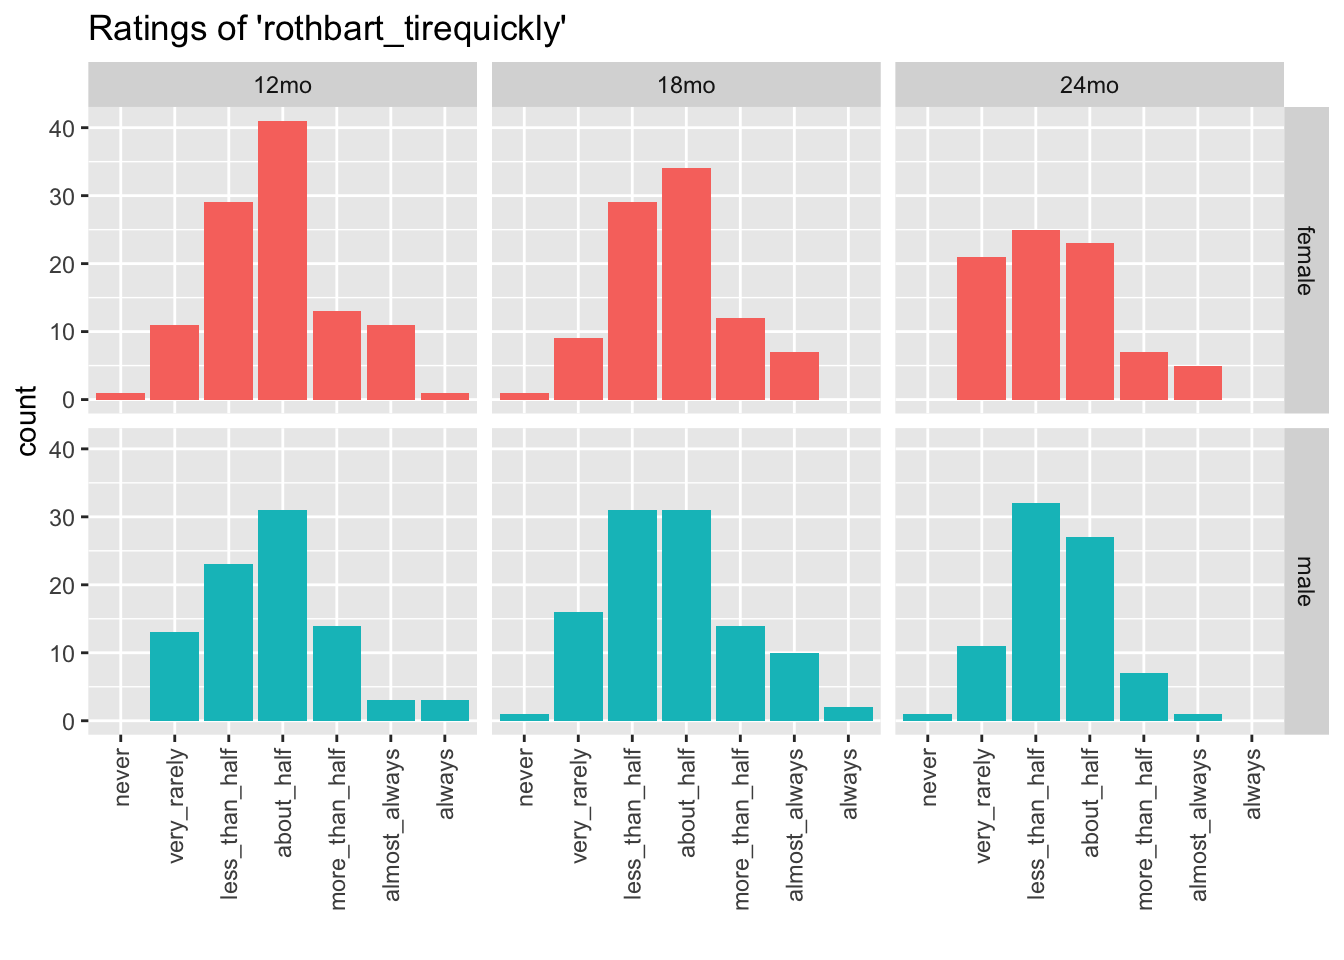 Ratings of 'rothbart_tirequickly'
12mo 18mo 24mo
40
30
20
10
0
female
count
40
30
20
10
0
male
never very_rarely less_than_half about_half more_than_half almost_always always never very_rarely less_than_half about_half more_than_half almost_always always never very_rarely less_than_half about_half more_than_half almost_always always